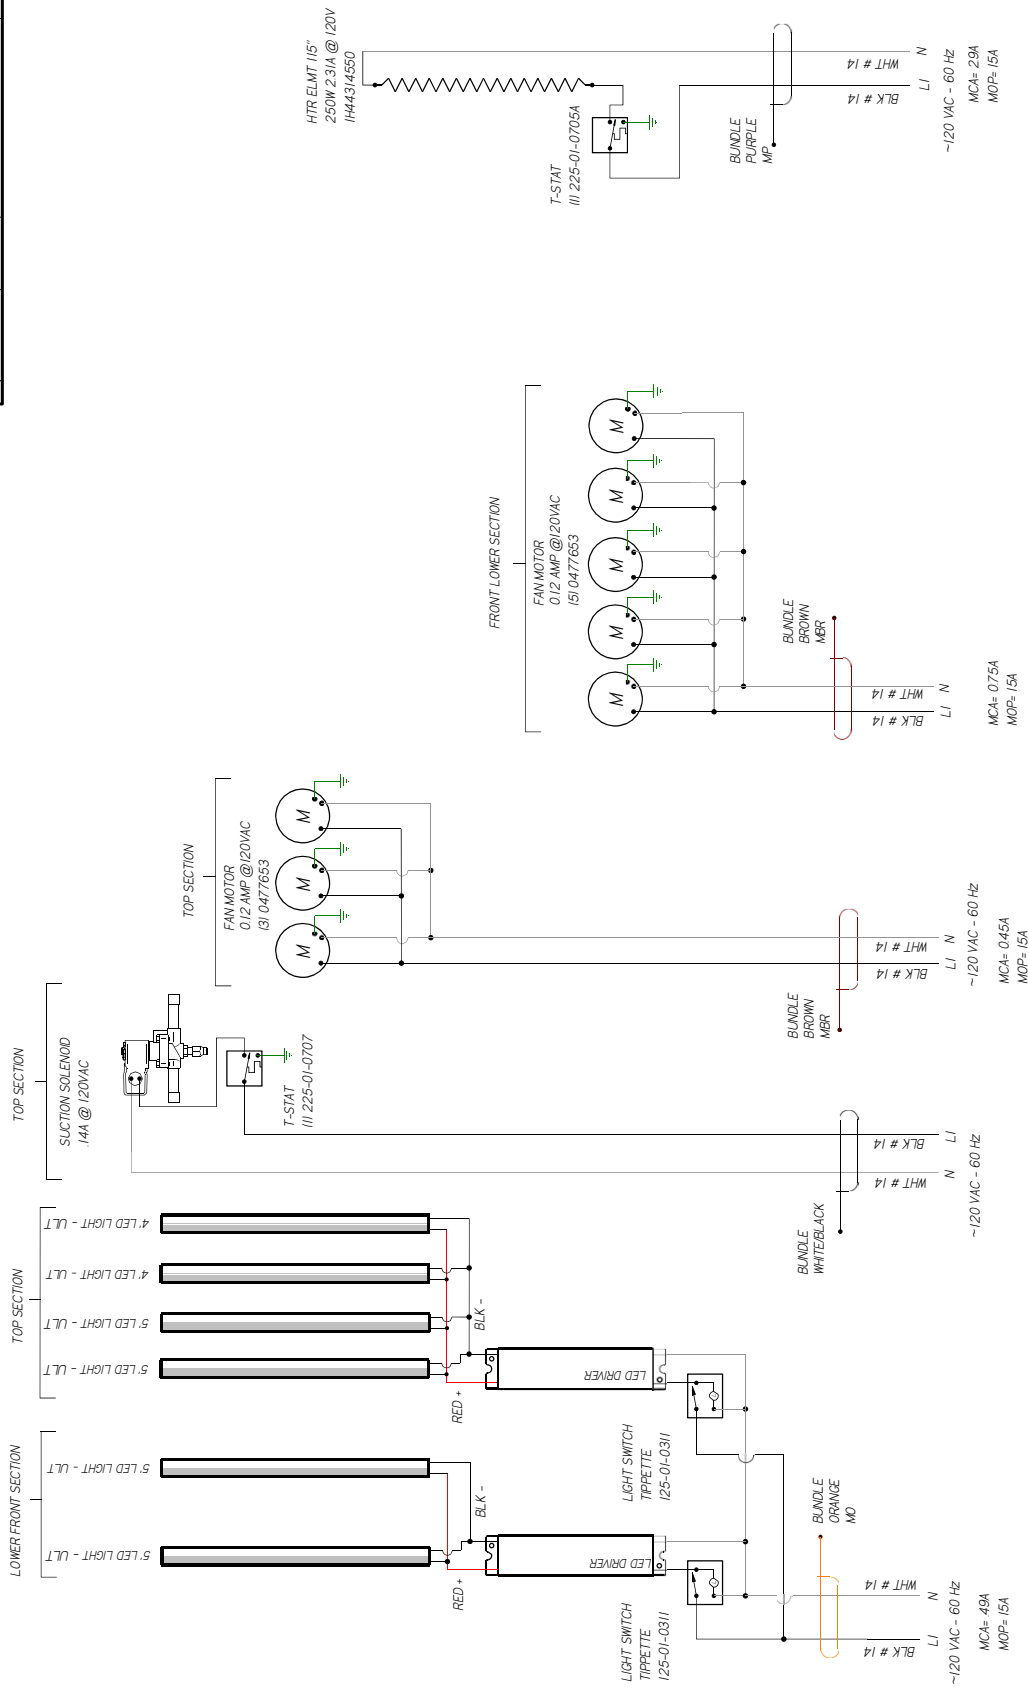 LOWER FRONT SECTION
5' LED LIGHT - ULT
5' LED LIGHT - ULT
RED +
BLK -
LED DRIVER
LIGHT SWITCH
TIPPETTE
125-01-0311
TOP SECTION
5' LED LIGHT - ULT
5' LED LIGHT - ULT
4' LED LIGHT - ULT
4' LED LIGHT - ULT
RED +
BLK -
LED DRIVER
LIGHT SWITCH
TIPPETTE
125-01-0311
BUNDLE
ORANGE
MO
BLK # 14
WHT # 14
L1
N
~120 VAC - 60 Hz
MCA= .49A
MOP= 15A
TOP SECTION
SUCTION SOLENOID
.14A @ 120VAC
T-STAT
(1) 225-01-0707
BUNDLE
WHITE/BLACK
WHT # 14
BLK # 14
N
L1
~120 VAC - 60 Hz
TOP SECTION
FAN MOTOR
0.12 AMP @120VAC
(3) 0477653
M
M
M
BUNDLE
BROWN
MBR
BLK # 14
WHT # 14
L1
N
~120 VAC - 60 Hz
MCA= 0.45A
MOP= 15A
FRONT LOWER SECTION
FAN MOTOR
0.12 AMP @120VAC
(5) 0477653
M
M
M
M
M
BUNDLE
BROWN
MBR
BLK # 14
WHT # 14
L1
N
MCA= 0.75A
MOP= 15A
HTR ELMT 115"
250W 2.31A @ 120V
1H44314550
T-STAT
(1) 225-01-0705A
BUNDLE
PURPLE
MP
BLK # 14
WHT # 14
L1
N
~120 VAC - 60 Hz
MCA= 2.9A
MOP= 15A